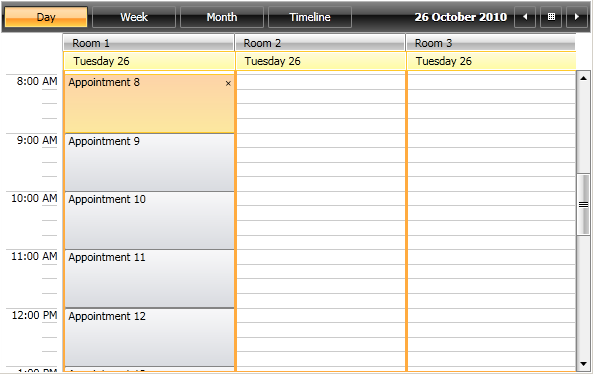 Day Week Month Timeline 26 October 2010
Room 1 Room 2 Room 3
Tuesday 26 Tuesday 26 Tuesday 26
8:00 AM Appointment 8 ×
9:00 AM Appointment 9
10:00 AM Appointment 10
11:00 AM Appointment 11
12:00 PM Appointment 12